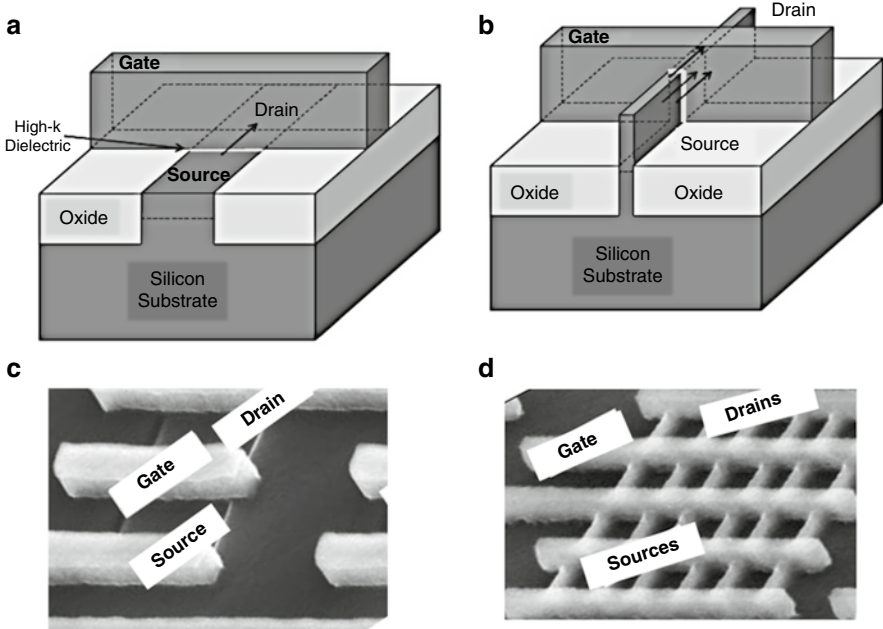 a
Gate
High-k
Dielectric
Drain
Source
Oxide
Silicon
Substrate
b
Drain
Gate
Source
Oxide
Oxide
Silicon
Substrate
c
Drain
Gate
Source
d
Drains
Gate
Sources